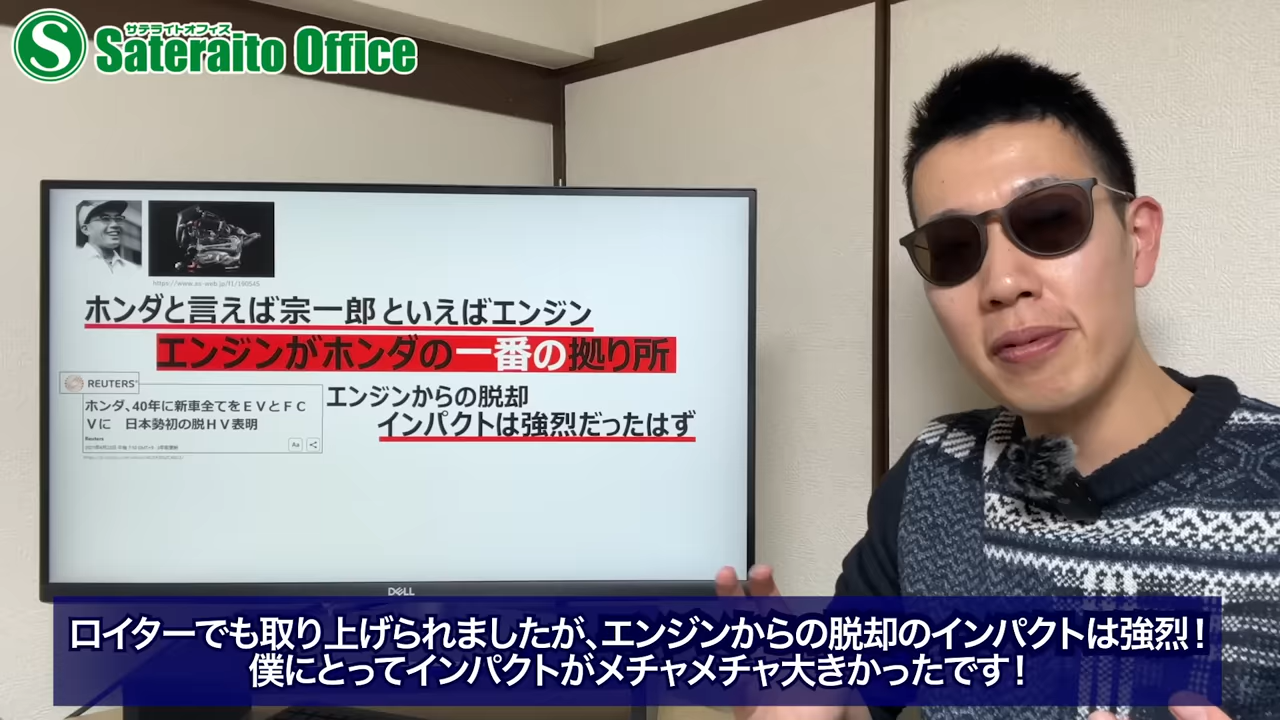 サテライトオフィス
S Sateraito Office
https://www.as-web.jp/f1/180545
ホンダと言えば宗一郎 といえばエンジン
エンジンがホンダの一番の拠り所
REUTERS
ホンダ、40年に新車全てをＥＶとＦＣ
Ｖに 日本勢初の脱ＨＶ表明
Reuters
Aa
エンジンからの脱却
インパクトは強烈だったはず
DELL
ロイターでも取り上げられましたが、エンジンからの脱却のインパクトは強烈！
僕にとってインパクトがメチャメチャ大きかったです！